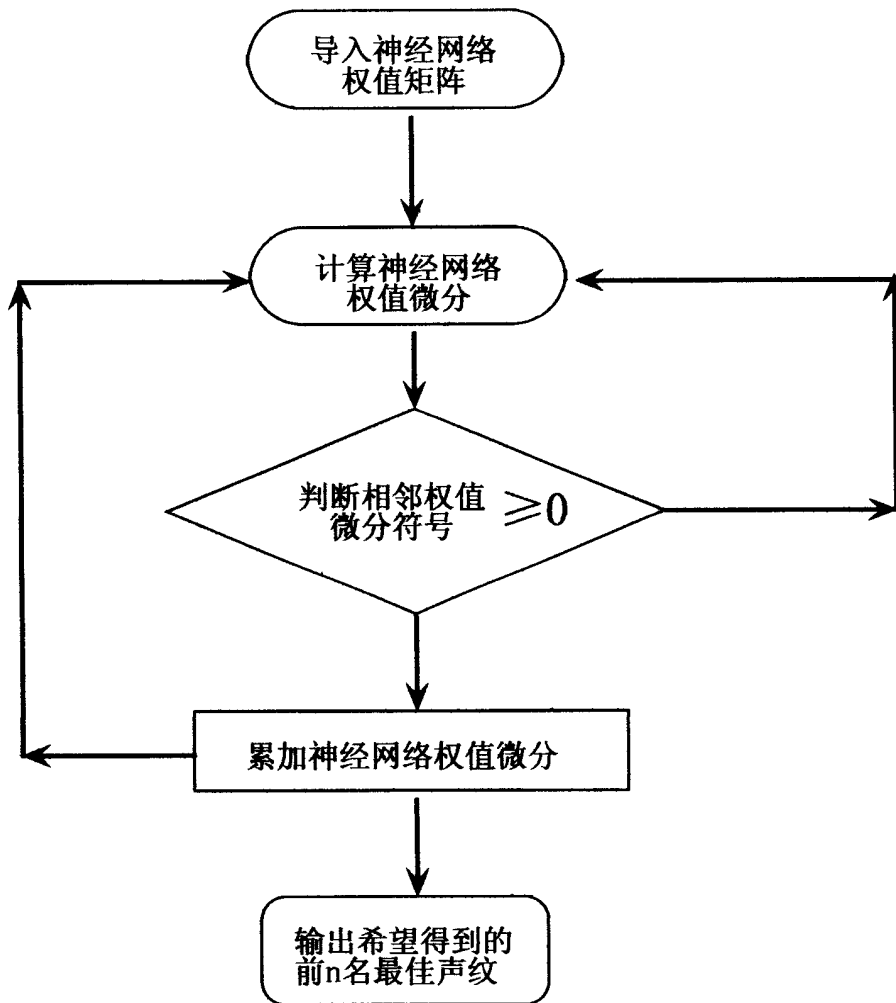 导入神经网络
权值矩阵
计算神经网络
权值微分
判断相邻权值
微分符号 ≥0
累加神经网络权值微分
输出希望得到的
前n名最佳声纹